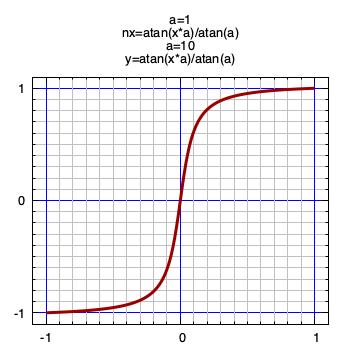 a=1
nx=atan(x*a)/atan(a)
a=10
y=atan(x*a)/atan(a)
1
0
-1
-1 0 1